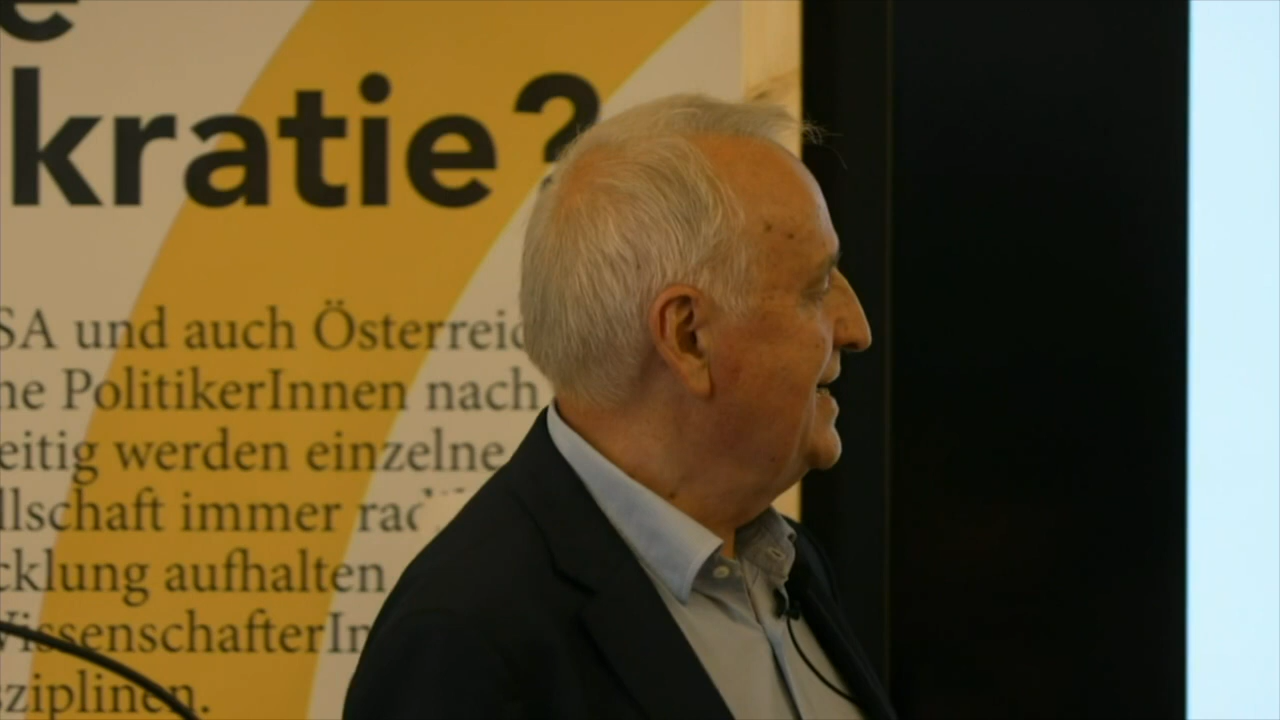 e
kratie?
SA und auch Österreic
ne PolitikerInnen nach
eitig werden einzelne
llschaft immer rad
cklung aufhalten
VissenschafterIn
sziplinen.